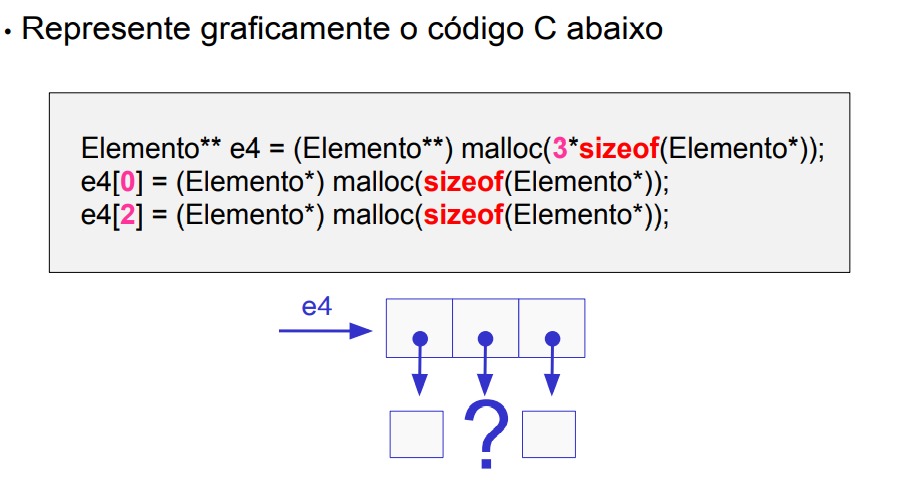 • Represente graficamente o código C abaixo
Elemento** e4 = (Elemento**) malloc(3*sizeof(Elemento*));
e4[0] = (Elemento*) malloc(sizeof(Elemento*));
e4[2] = (Elemento*) malloc(sizeof(Elemento*));
e4
?